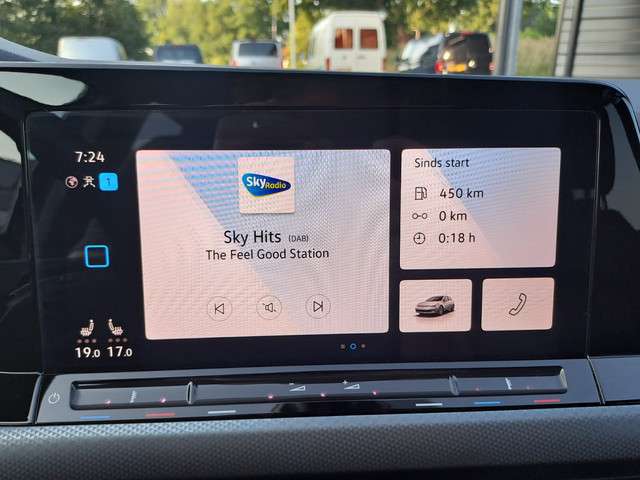 7:24
1
Sky Radio
Sky Hits (DAB)
The Feel Good Station
Sinds start
450 km
0 km
0:18 h
19.0 17.0